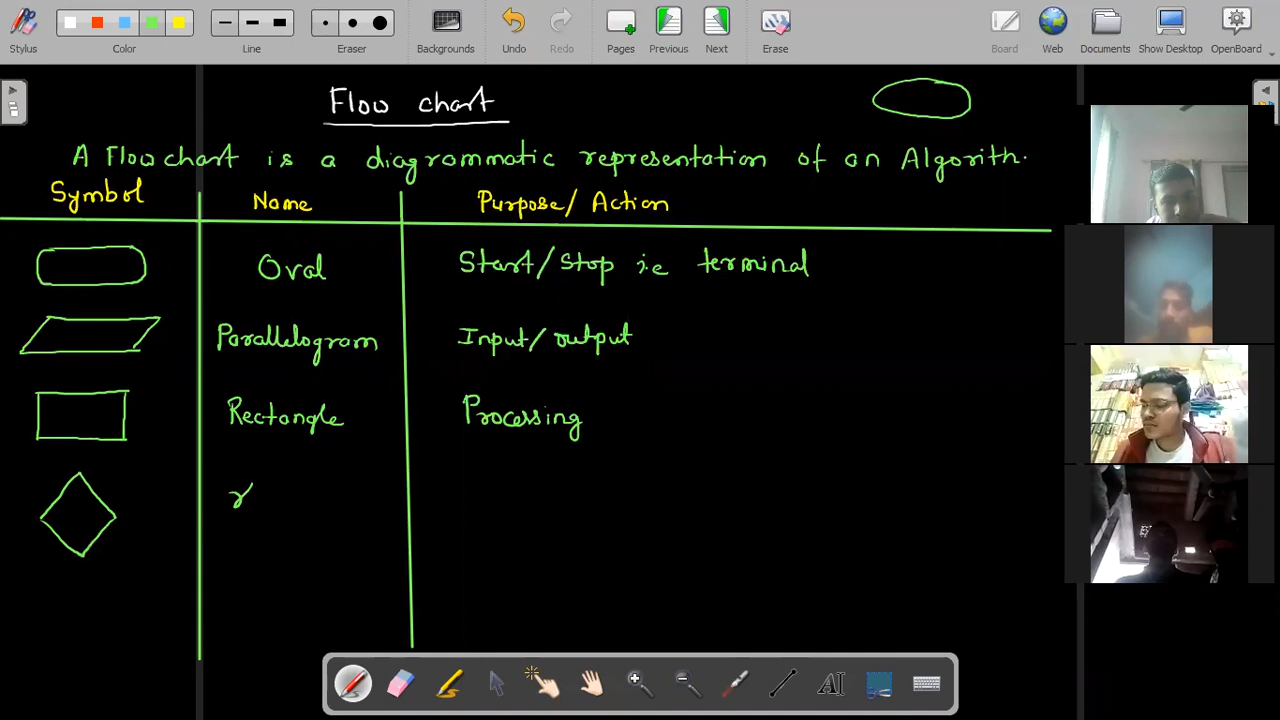 Stylus
Color
Line
Eraser
Backgrounds
Undo
Redo
Pages
Previous
Next
Erase
Board
Web
Documents
Show Desktop
OpenBoard
Flow chart
A Flowchart is a diagrammatic representation of an Algorith.
Symbol Name Purpose/ Action
Oval Start/Stop i.e terminal
Parallelogram Input/output
Rectangle Processing
r
AI